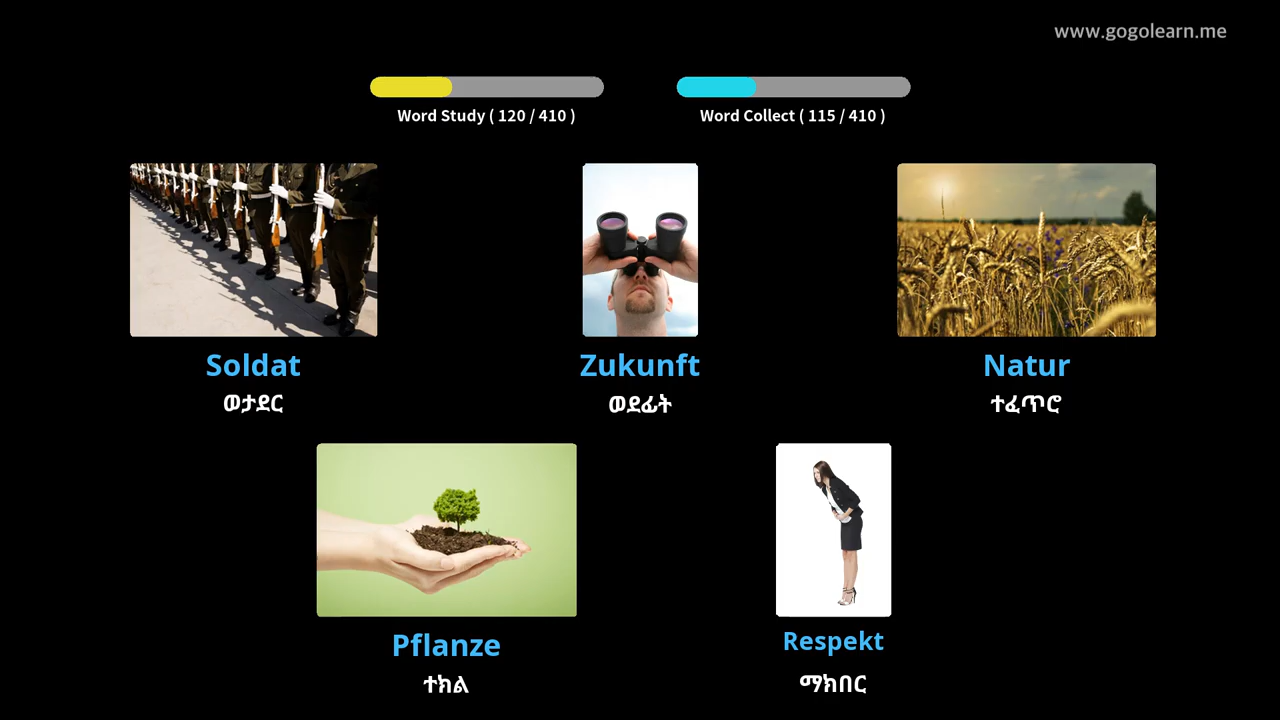 www.gogolearn.me
Word Study ( 120 / 410 )
Word Collect ( 115 / 410 )
Soldat
ወታደር
Zukunft
ወደፊት
Natur
ተፈጥሮ
Pflanze
ተክል
Respekt
ማክበር